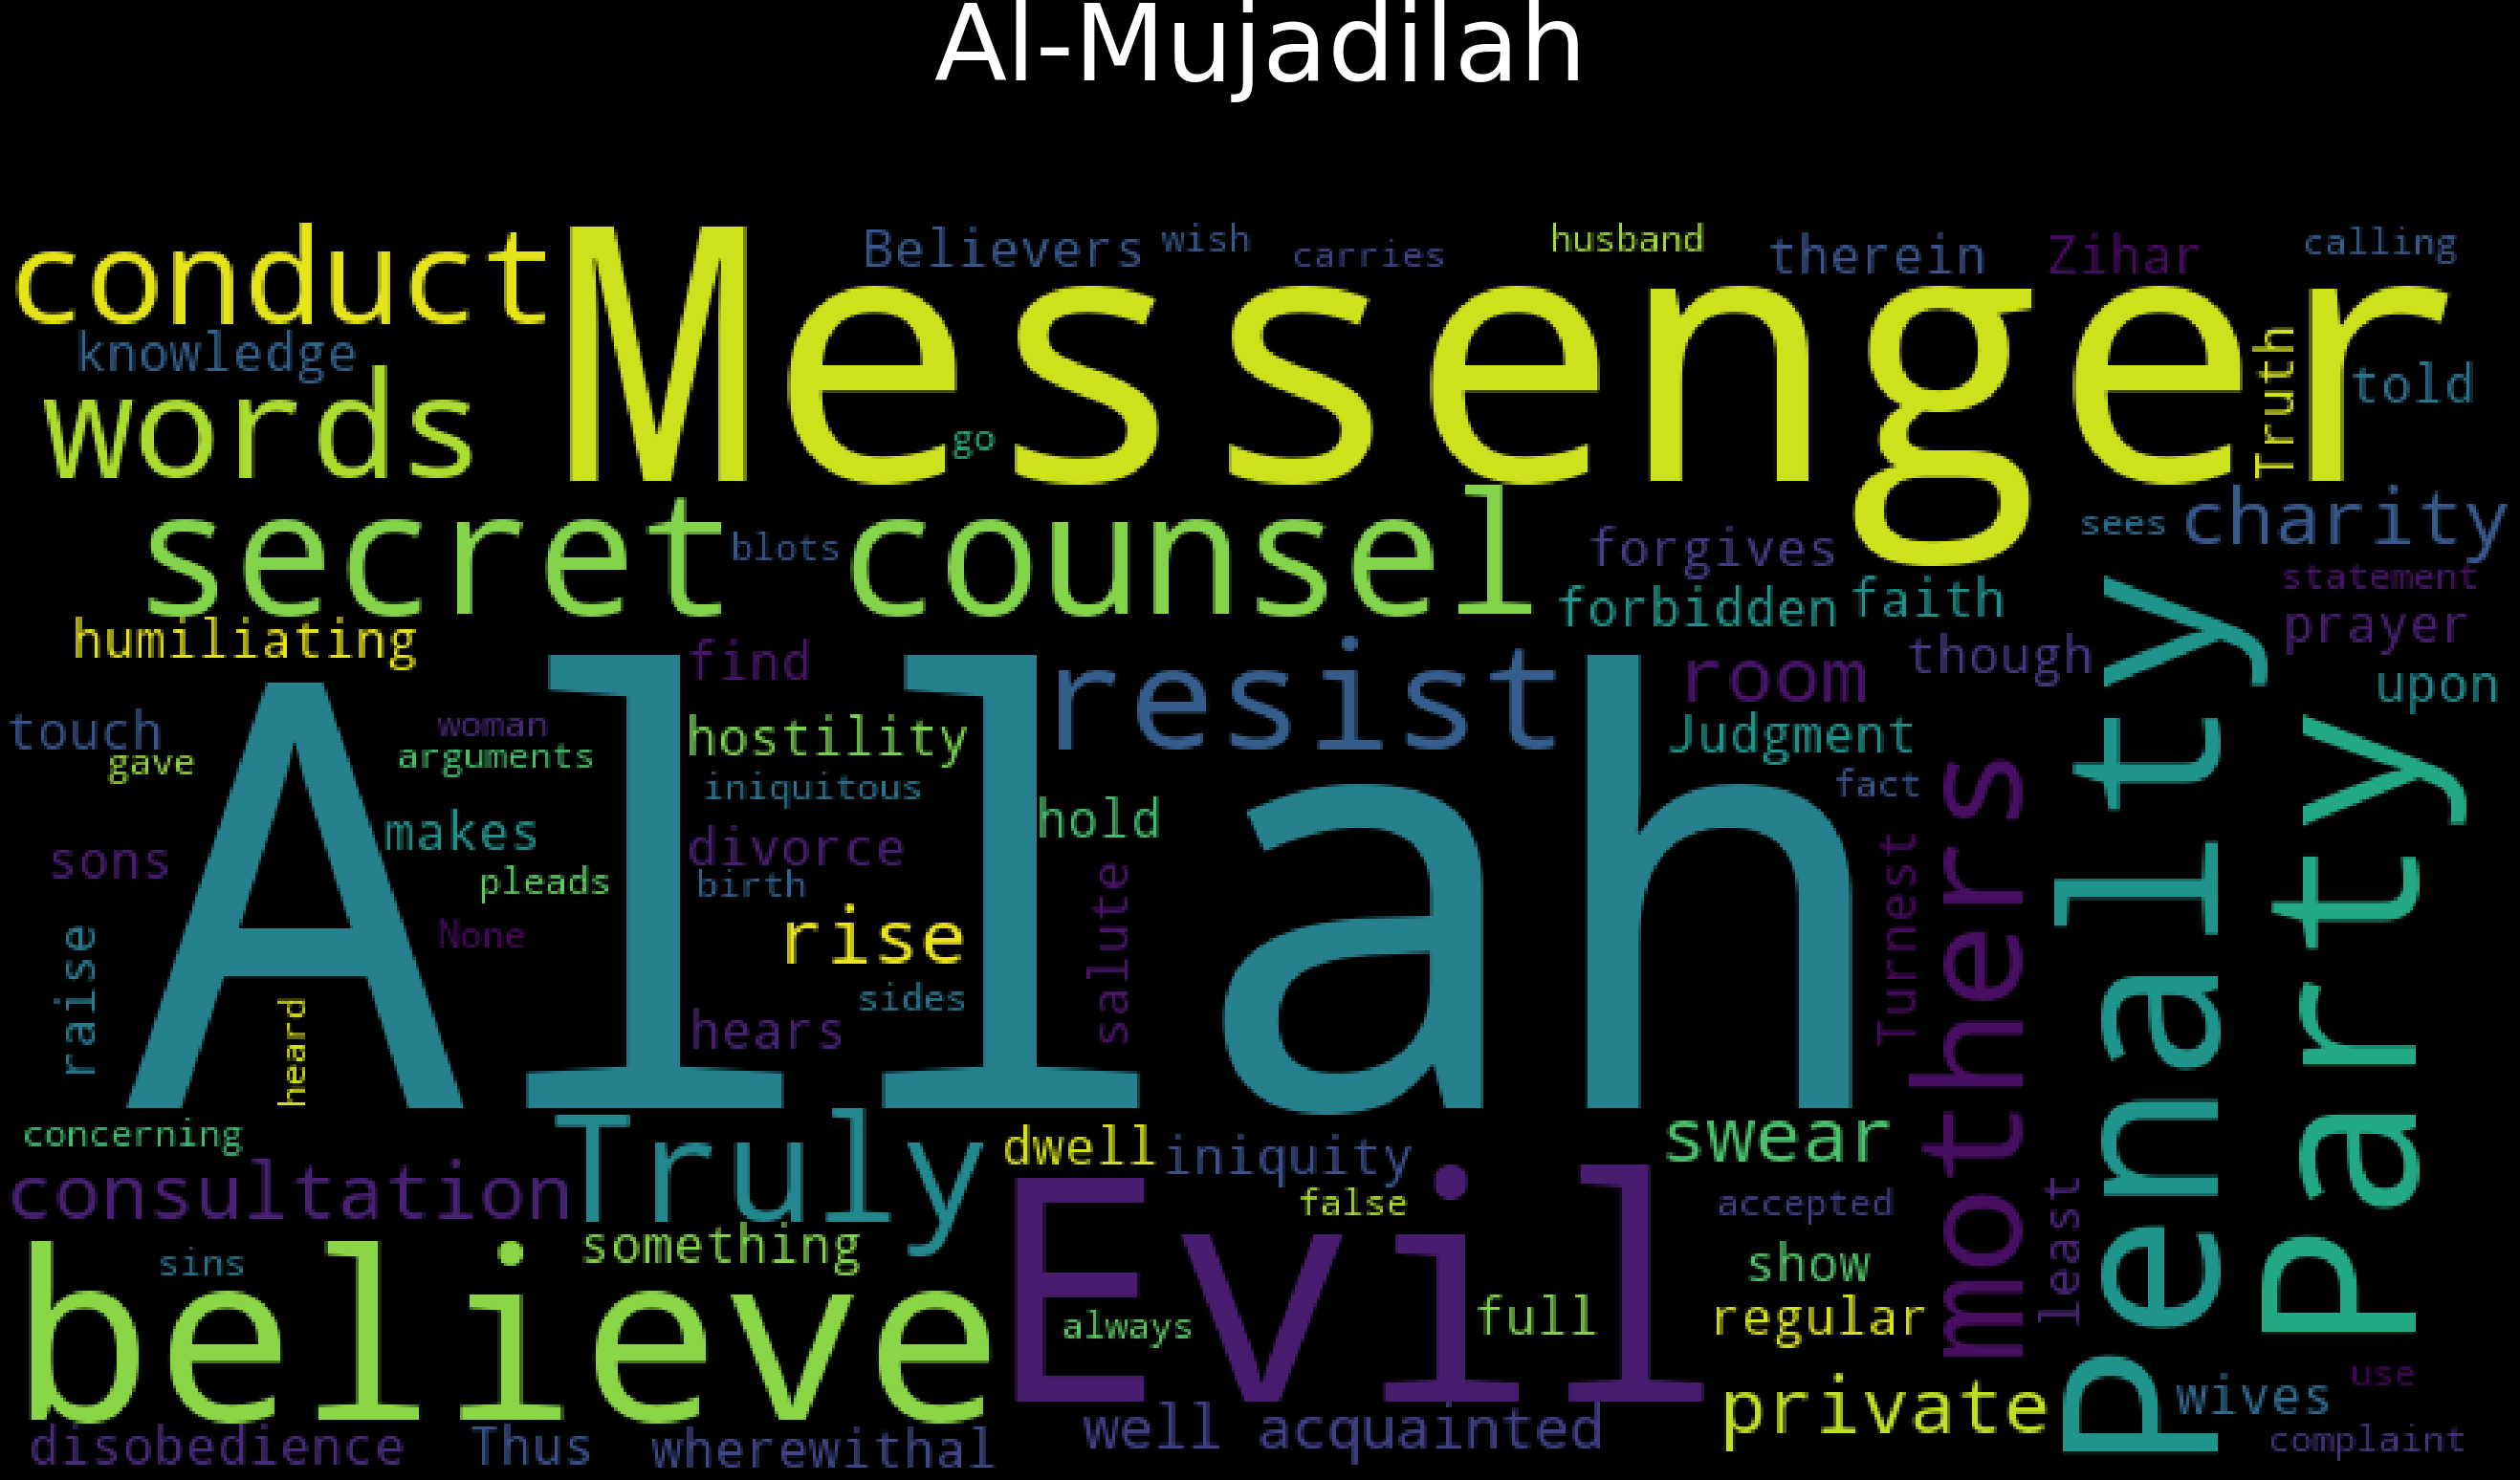 Al-Mujadilah
conduct
Messenger
Believers
wish
carries
husband
therein
Zihar
calling
knowledge
words
go
Truth
told
secret counsel
blots
forgives
sees
charity
forbidden
faith
statement
prayer
humiliating
find
resist
room
though
upon
touch
gave
woman
arguments
hostility
iniquitous
Judgment
fact
Allah
makes
hold
sons
divorce
birth
pleads
None
rise
salute
Turnest
mothers
Penalty
Party
raise
heard
sides
hears
concerning
Truly
dwell
iniquity
swear
consultation
false
accepted
least
something
sins
believe
Evil
always
full
show
regular
private
wives
use
disobedience
Thus
wherewithal
well acquainted
complaint